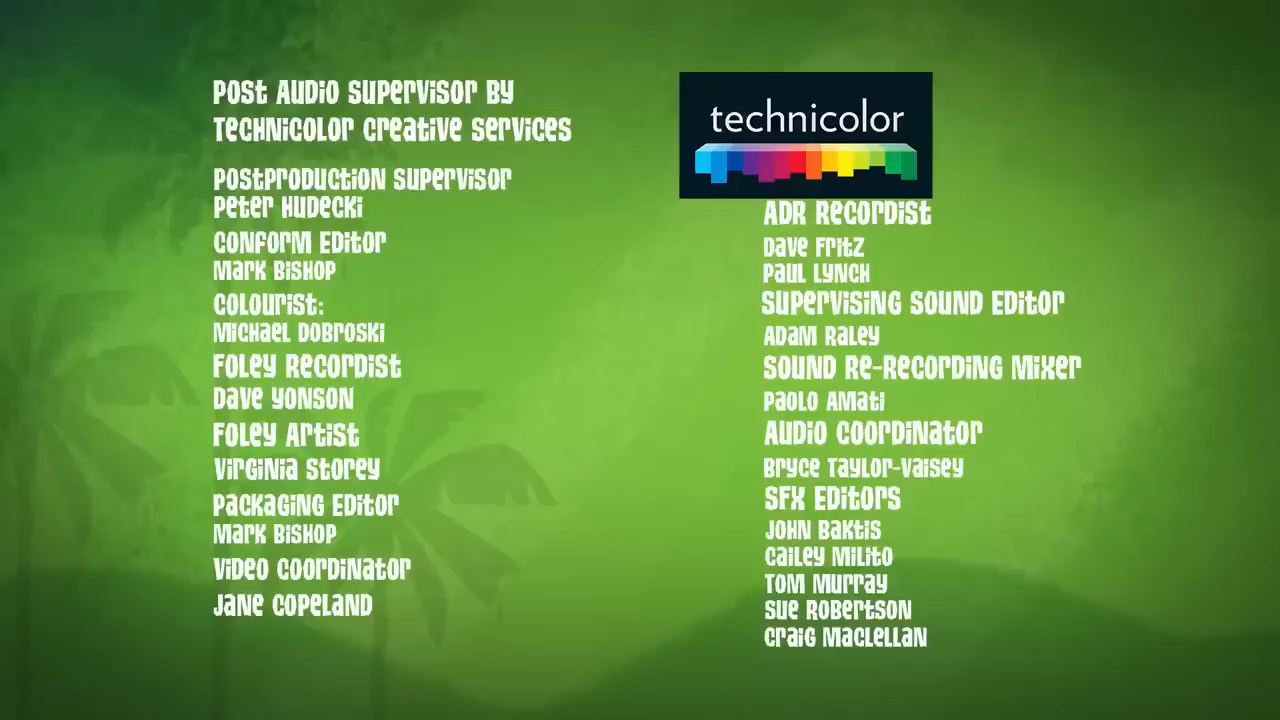 Post Audio Supervisor by
Technicolor Creative Services
Postproduction Supervisor
Peter Hudecki
Conform Editor
Mark Bishop
Colourist:
Michael Dobroski
Foley Recordist
Dave Yonson
Foley Artist
Virginia Storey
Packaging Editor
Mark Bishop
Video Coordinator
Jane Copeland
technicolor
ADR Recordist
Dave Fritz
Paul Lynch
Supervising Sound Editor
Adam Raley
Sound Re-Recording Mixer
Paolo Amati
Audio Coordinator
Bryce Taylor-Vaisey
SFX Editors
John Baktis
Cailey Milito
Tom Murray
Sue Robertson
Craig MacLellan